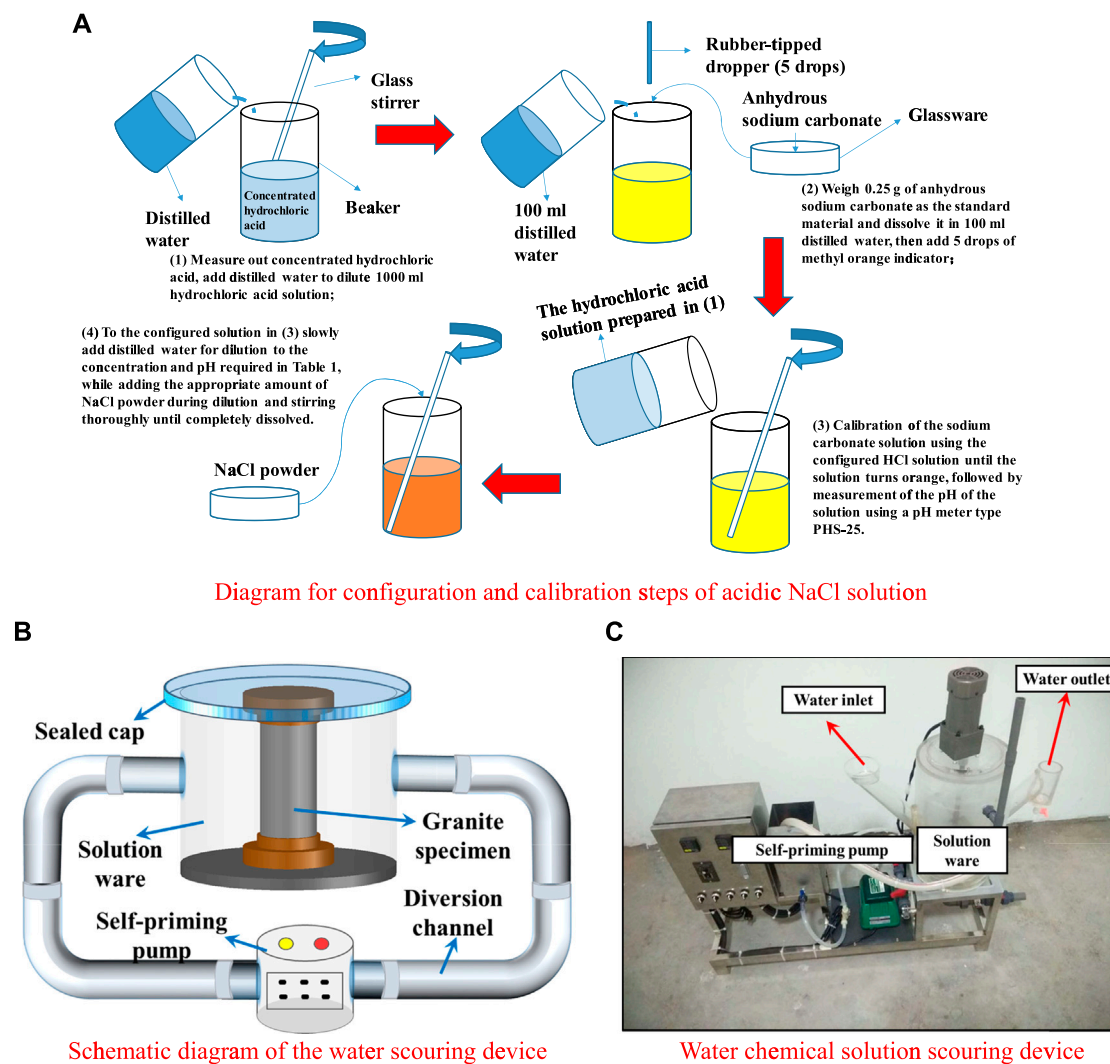 A
Glass
stirrer
Concentrated
hydrochloric
acid
Distilled
water
Beaker
(1) Measure out concentrated hydrochloric
acid, add distilled water to dilute 1000 ml
hydrochloric acid solution;
Rubber-tipped
dropper (5 drops)
Anhydrous
sodium carbonate
Glassware
100 ml
distilled
water
(2) Weigh 0.25 g of anhydrous
sodium carbonate as the standard
material and dissolve it in 100 ml
distilled water, then add 5 drops of
methyl orange indicator;
The hydrochloric acid
solution prepared in (1)
(3) Calibration of the sodium
carbonate solution using the
configured HCl solution until the
solution turns orange, followed by
measurement of the pH of the
solution using a pH meter type
PHS-25.
(4) To the configured solution in (3) slowly
add distilled water for dilution to the
concentration and pH required in Table 1,
while adding the appropriate amount of
NaCl powder during dilution and stirring
thoroughly until completely dissolved.
NaCl powder
Diagram for configuration and calibration steps of acidic NaCl solution
B
Sealed cap
Solution
ware
Granite
specimen
Self-priming
pump
Diversion
channel
Schematic diagram of the water scouring device
C
Water inlet
Water outlet
Self-priming pump
Solution
ware
Water chemical solution scouring device